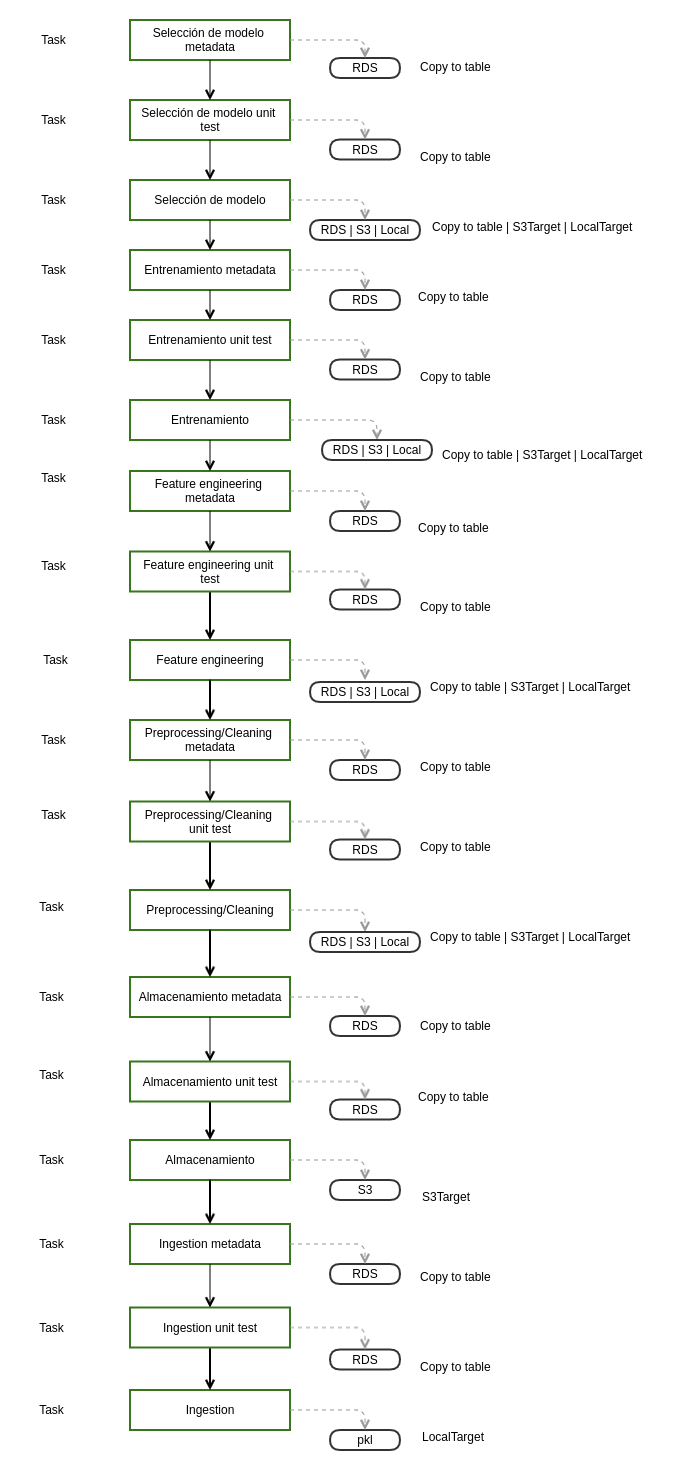 Task
Selección de modelo
metadata
RDS
Copy to table
Task
Selección de modelo unit
test
RDS
Copy to table
Task
Selección de modelo
RDS | S3 | Local
Copy to table | S3Target | LocalTarget
Task
Entrenamiento metadata
RDS
Copy to table
Task
Entrenamiento unit test
RDS
Copy to table
Task
Entrenamiento
RDS | S3 | Local
Copy to table | S3Target | LocalTarget
Task
Feature engineering
metadata
RDS
Copy to table
Task
Feature engineering unit
test
RDS
Copy to table
Task
Feature engineering
RDS | S3 | Local
Copy to table | S3Target | LocalTarget
Task
Preprocessing/Cleaning
metadata
RDS
Copy to table
Task
Preprocessing/Cleaning
unit test
RDS
Copy to table
Task
Preprocessing/Cleaning
RDS | S3 | Local
Copy to table | S3Target | LocalTarget
Task
Almacenamiento metadata
RDS
Copy to table
Task
Almacenamiento unit test
RDS
Copy to table
Task
Almacenamiento
S3
S3Target
Task
Ingestion metadata
RDS
Copy to table
Task
Ingestion unit test
RDS
Copy to table
Task
Ingestion
pkl
LocalTarget